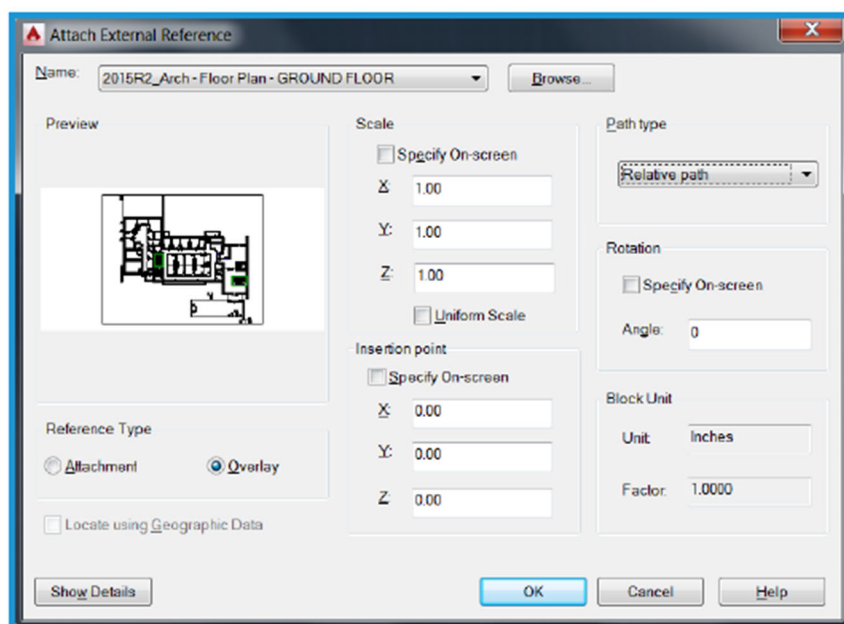 Attach External Reference
Name: 2015R2_Arch - Floor Plan - GROUND FLOOR Browse...
Preview
Scale
Specify On-screen
X: 1.00
Y: 1.00
Z: 1.00
Uniform Scale
Insertion point
Specify On-screen
X: 0.00
Y: 0.00
Z: 0.00
Path type
Relative path
Rotation
Specify On-screen
Angle: 0
Block Unit
Unit: Inches
Factor: 1.0000
Reference Type
Attachment Overlay
Locate using Geographic Data
Show Details OK Cancel Help